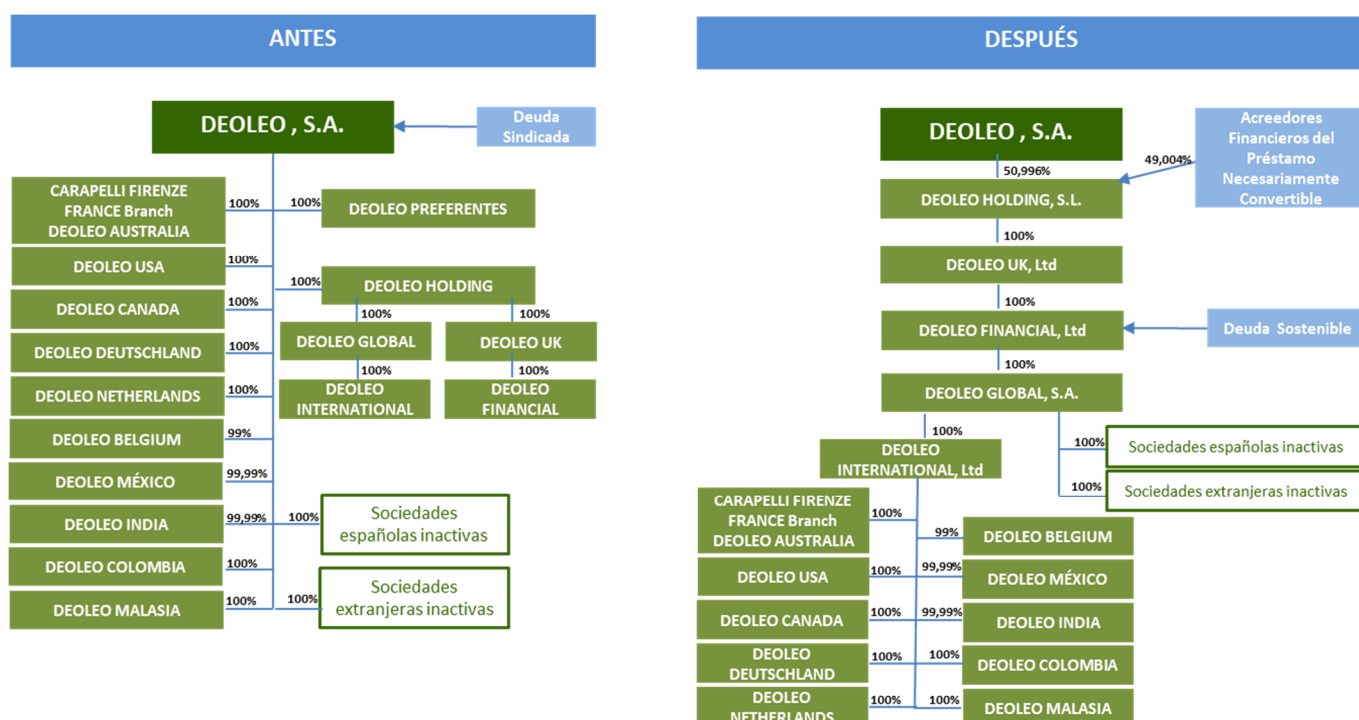 ANTES
DEOLEO , S.A.
Deuda
Sindicada
CARAPELLI FIRENZE
FRANCE Branch
DEOLEO AUSTRALIA
100%
100%
DEOLEO PREFERENTES
DEOLEO USA
100%
100%
DEOLEO HOLDING
DEOLEO CANADA
100%
100%
100%
DEOLEO GLOBAL
DEOLEO UK
DEOLEO DEUTSCHLAND
100%
100%
100%
DEOLEO
INTERNATIONAL
DEOLEO
FINANCIAL
DEOLEO NETHERLANDS
100%
DEOLEO BELGIUM
99%
DEOLEO MÉXICO
99,99%
DEOLEO INDIA
99,99%
100%
Sociedades
españolas inactivas
DEOLEO COLOMBIA
100%
DEOLEO MALASIA
100%
100%
Sociedades
extranjeras inactivas
DESPUÉS
DEOLEO , S.A.
Acreedores
Financieros del
Préstamo
Necesariamente
Convertible
50,996%
49,004%
DEOLEO HOLDING, S.L.
100%
DEOLEO UK, Ltd
100%
DEOLEO FINANCIAL, Ltd
Deuda Sostenible
100%
DEOLEO GLOBAL, S.A.
100%
DEOLEO
INTERNATIONAL, Ltd
100%
Sociedades españolas inactivas
100%
Sociedades extranjeras inactivas
CARAPELLI FIRENZE
FRANCE Branch
DEOLEO AUSTRALIA
100%
99%
DEOLEO BELGIUM
DEOLEO USA
100%
99,99%
DEOLEO MÉXICO
DEOLEO CANADA
100%
99,99%
DEOLEO INDIA
DEOLEO
DEUTSCHLAND
100%
100%
DEOLEO COLOMBIA
DEOLEO
NETHERLANDS
100%
100%
DEOLEO MALASIA